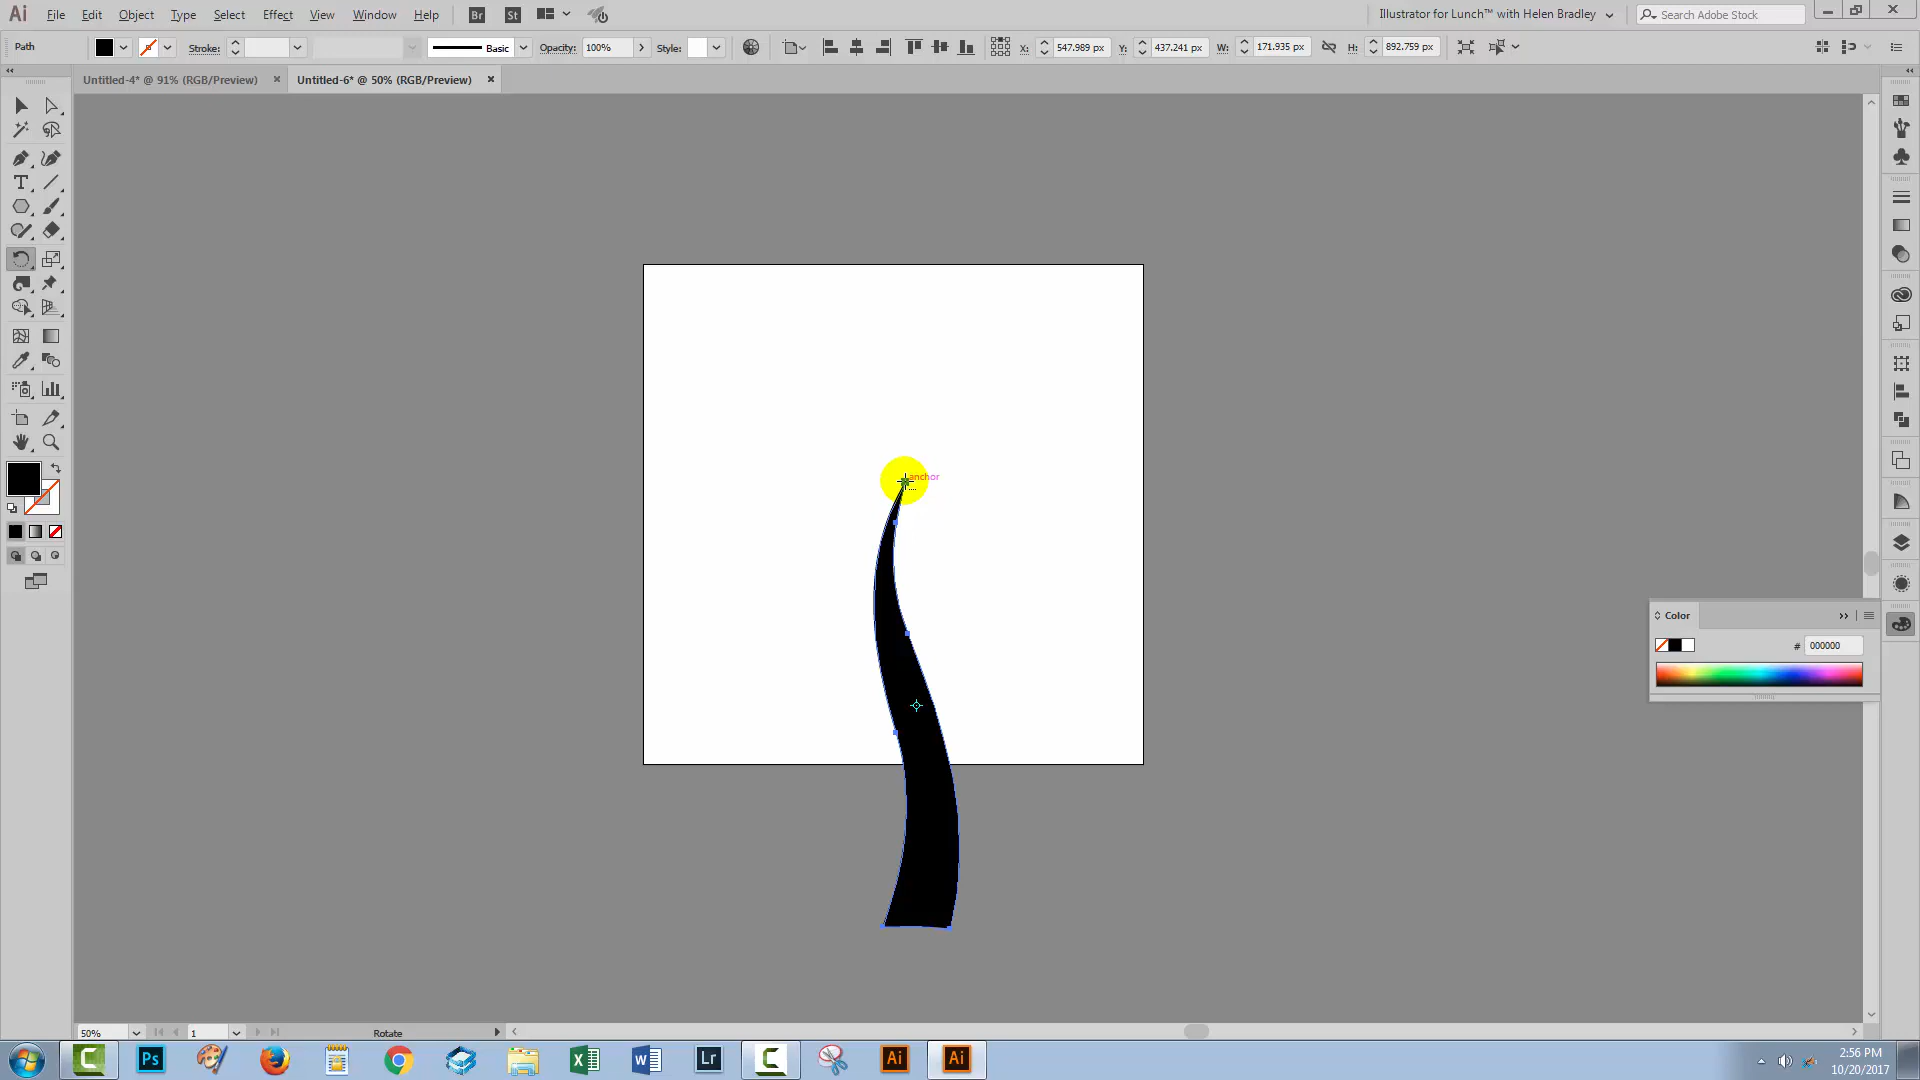 Ai File Edit Object Type Select Effect View Window Help Br St Illustrator for Lunch™ with Helen Bradley Search Adobe Stock
Path Stroke: Basic Opacity: 100% Style: X: 547.989 px Y: 437.241 px W: 171.935 px H: 892.759 px
Untitled-4* @ 91% (RGB/Preview) Untitled-6* @ 50% (RGB/Preview)
anchor
Color
# 000000
50% 1 Rotate
Ps Lr Ai Ai
2:56 PM
10/20/2017